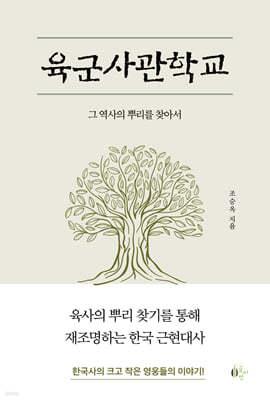 육군사관학교
그 역사의 뿌리를 찾아서
조승옥 지음
육사의 뿌리 찾기를 통해
재조명하는 한국 근현대사
한국사의 크고 작은 영웅들의 이야기!